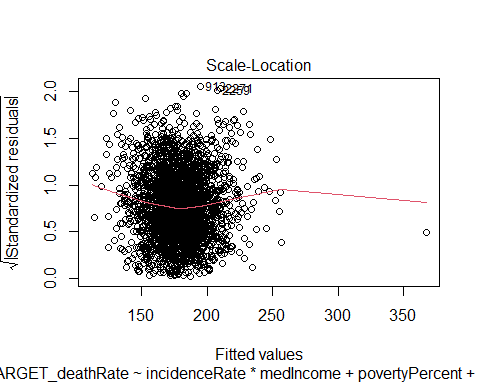 Scale-Location
√|Standardized residuals|
2.0
1.5
1.0
0.5
0.0
2259
150
200
250
300
350
Fitted values
ARGET_deathRate ~ incidenceRate * medIncome + povertyPercent +